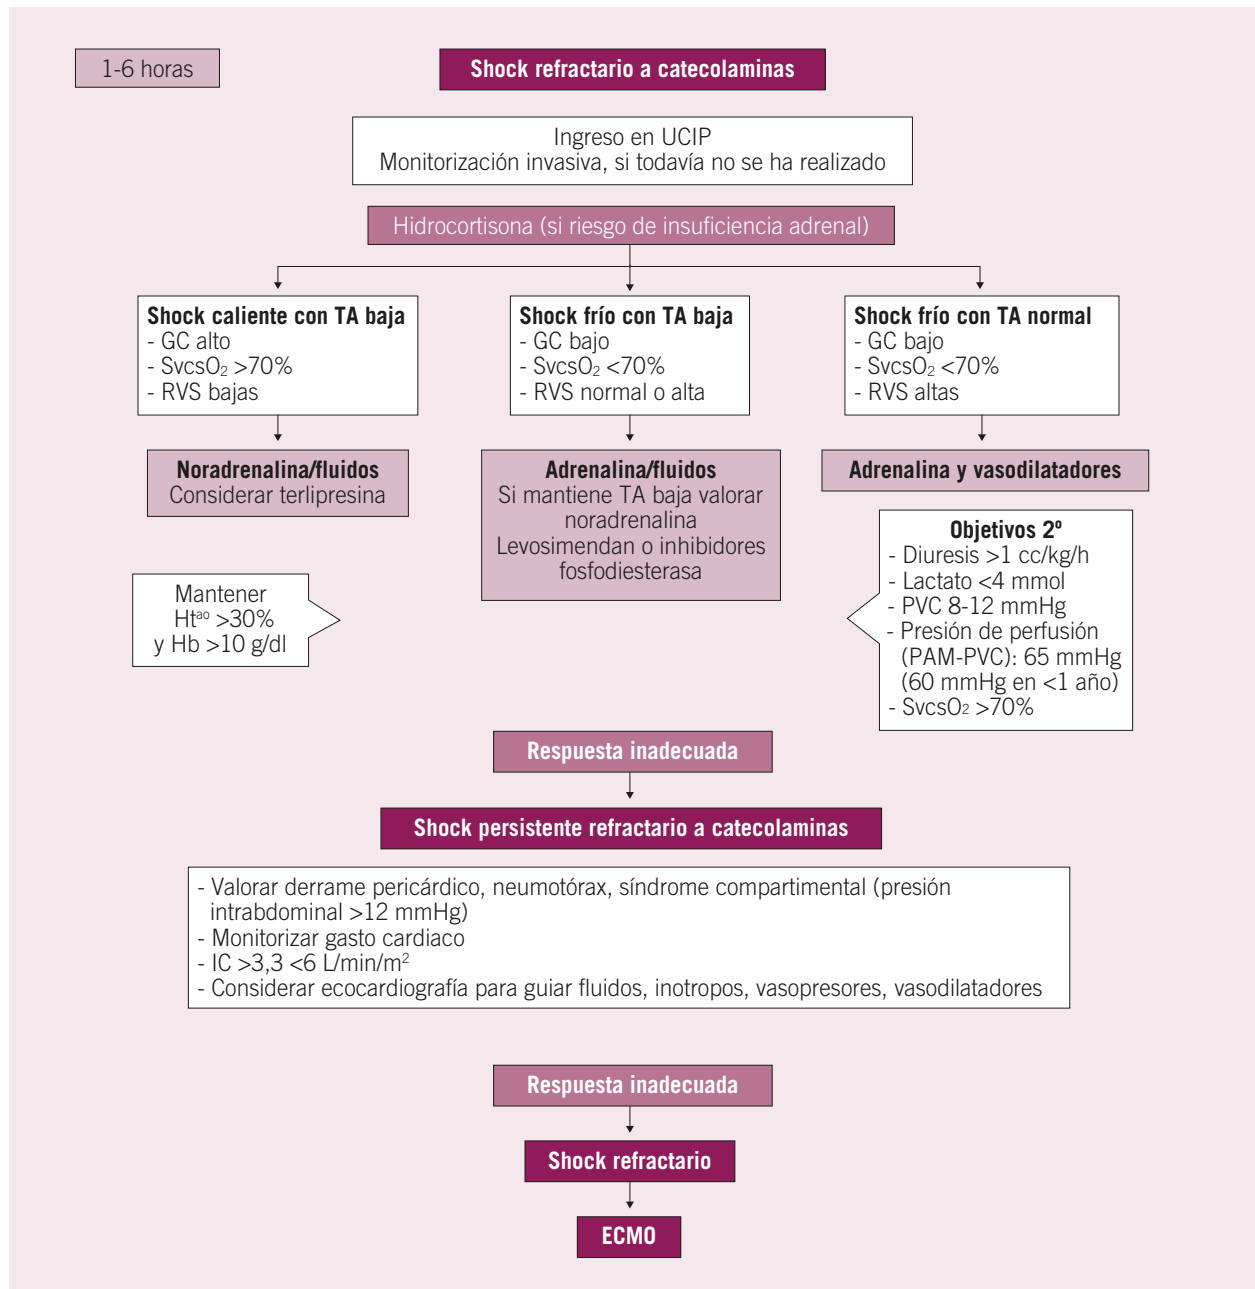 1-6 horas
Shock refractario a catecolaminas
Ingreso en UCIP
Monitorización invasiva, si todavía no se ha realizado
Hidrocortisona (si riesgo de insuficiencia adrenal)
Shock caliente con TA baja
- GC alto
- SvcsO₂ >70%
- RVS bajas
Shock frío con TA baja
- GC bajo
- SvcsO₂ <70%
- RVS normal o alta
Shock frío con TA normal
- GC bajo
- SvcsO₂ <70%
- RVS altas
Noradrenalina/fluidos
Considerar terlipresina
Adrenalina/fluidos
Si mantiene TA baja valorar
noradrenalina
Levosimendan o inhibidores
fosfodiesterasa
Adrenalina y vasodilatadores
Mantener
Htᵃᵒ >30%
y Hb >10 g/dl
Objetivos 2º
- Diuresis >1 cc/kg/h
- Lactato <4 mmol
- PVC 8-12 mmHg
- Presión de perfusión
(PAM-PVC): 65 mmHg
(60 mmHg en <1 año)
- SvcsO₂ >70%
Respuesta inadecuada
Shock persistente refractario a catecolaminas
- Valorar derrame pericárdico, neumotórax, síndrome compartimental (presión
intrabdominal >12 mmHg)
- Monitorizar gasto cardiaco
- IC >3,3 <6 L/min/m²
- Considerar ecocardiografía para guiar fluidos, inotropos, vasopresores, vasodilatadores
Respuesta inadecuada
Shock refractario
ECMO